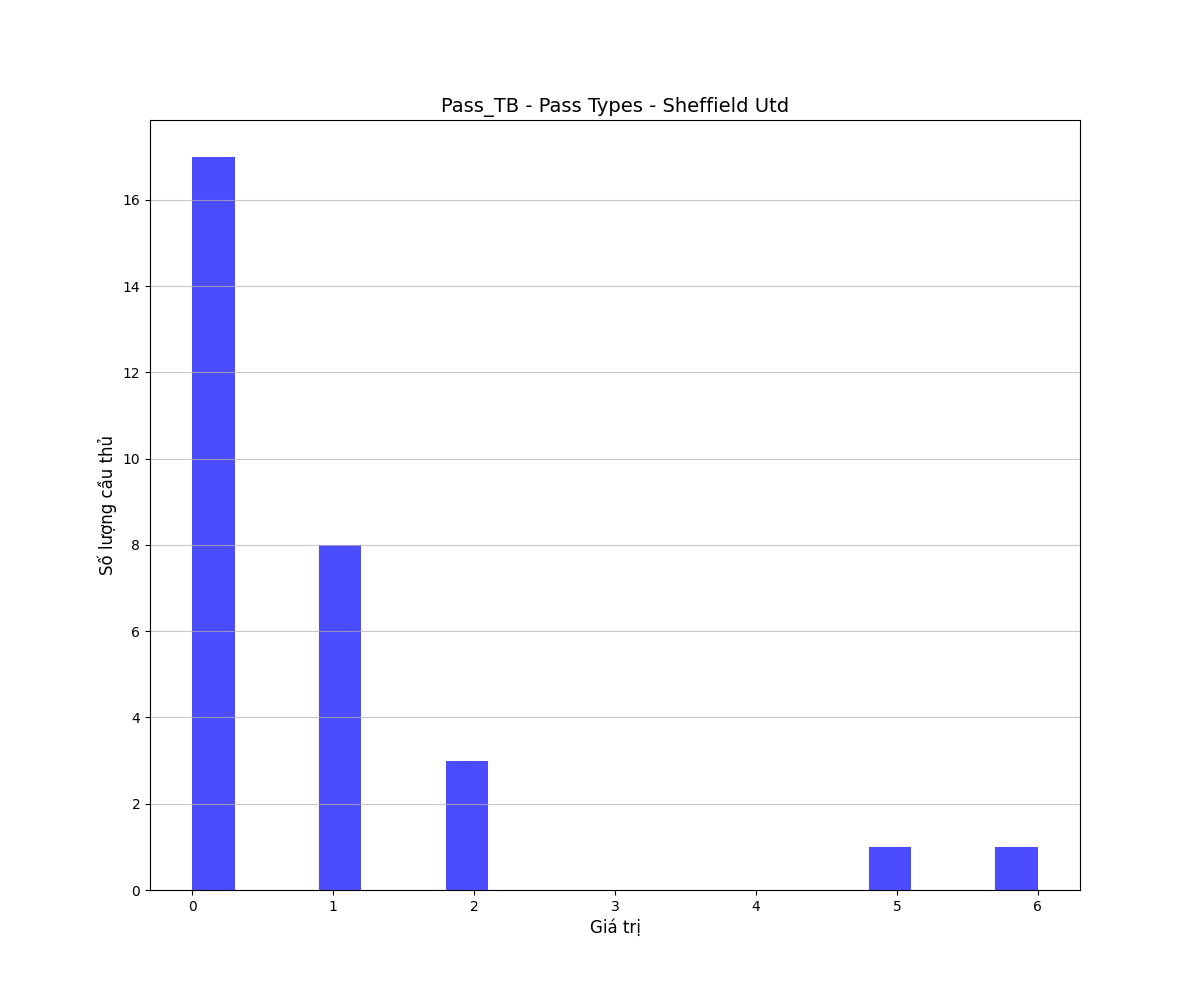 Pass_TB - Pass Types - Sheffield Utd
Số lượng cầu thủ
16
14
12
10
8
6
4
2
0
0 1 2 3 4 5 6
Giá trị